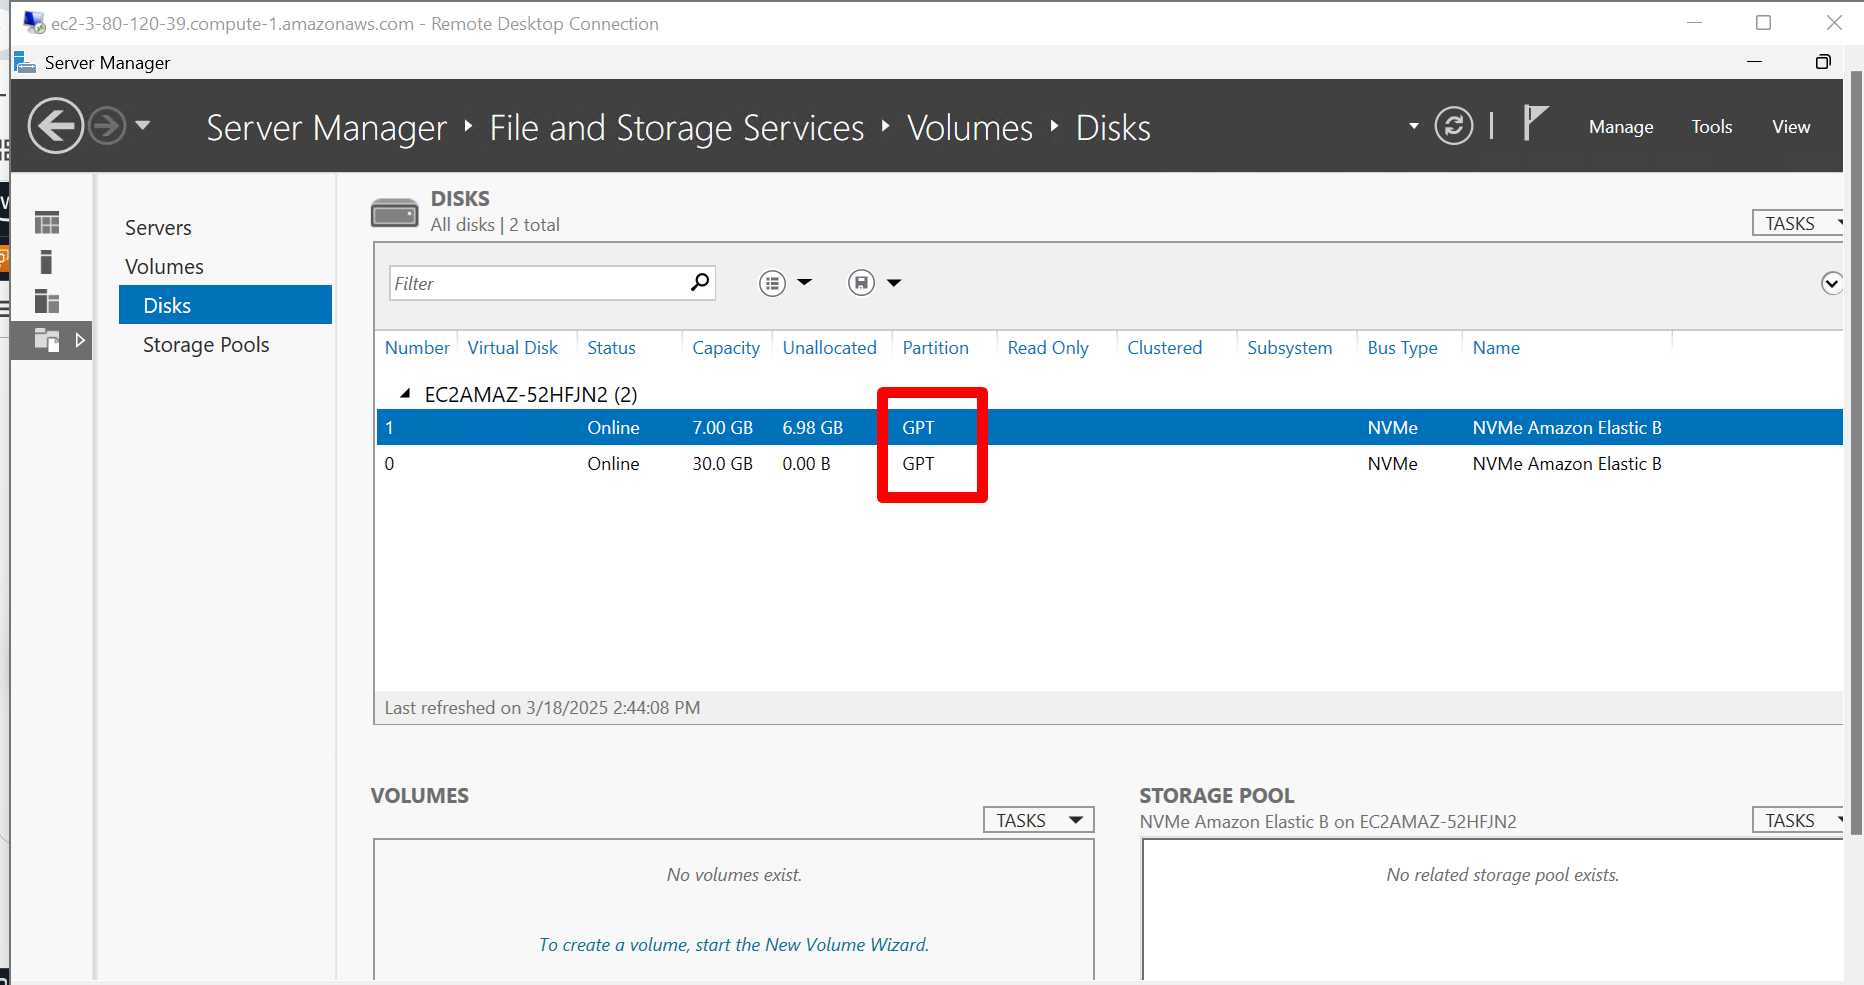 ec2-3-80-120-39.compute-1.amazonaws.com - Remote Desktop Connection
Server Manager
Server Manager ‣ File and Storage Services ‣ Volumes ‣ Disks
Manage Tools View
Servers
Volumes
Disks
Storage Pools
DISKS
All disks | 2 total
TASKS
Filter
Number Virtual Disk Status Capacity Unallocated Partition Read Only Clustered Subsystem Bus Type Name
EC2AMAZ-52HFJN2 (2)
1 Online 7.00 GB 6.98 GB GPT NVMe NVMe Amazon Elastic B
0 Online 30.0 GB 0.00 B GPT NVMe NVMe Amazon Elastic B
Last refreshed on 3/18/2025 2:44:08 PM
VOLUMES
TASKS
No volumes exist.
To create a volume, start the New Volume Wizard.
STORAGE POOL
NVMe Amazon Elastic B on EC2AMAZ-52HFJN2
TASKS
No related storage pool exists.